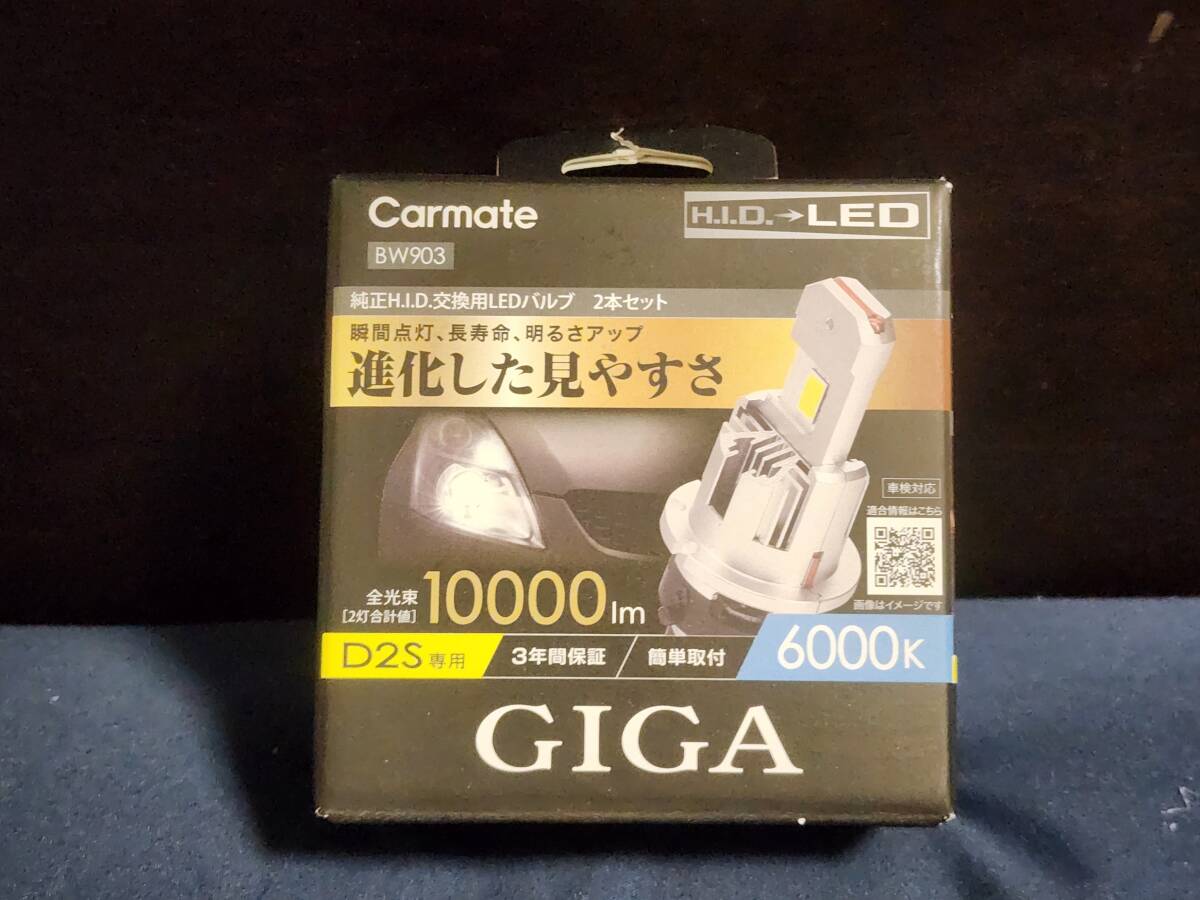 Carmate
H.I.D.→LED
BW903
純正H.I.D.交換用LEDバルブ 2本セット
瞬間点灯、長寿命、明るさアップ
進化した見やすさ
車検対応
適合情報はこちら
画像はイメージです
全光束
[2灯合計値]
10000lm
D2S専用
3年間保証
簡単取付
6000K
GIGA